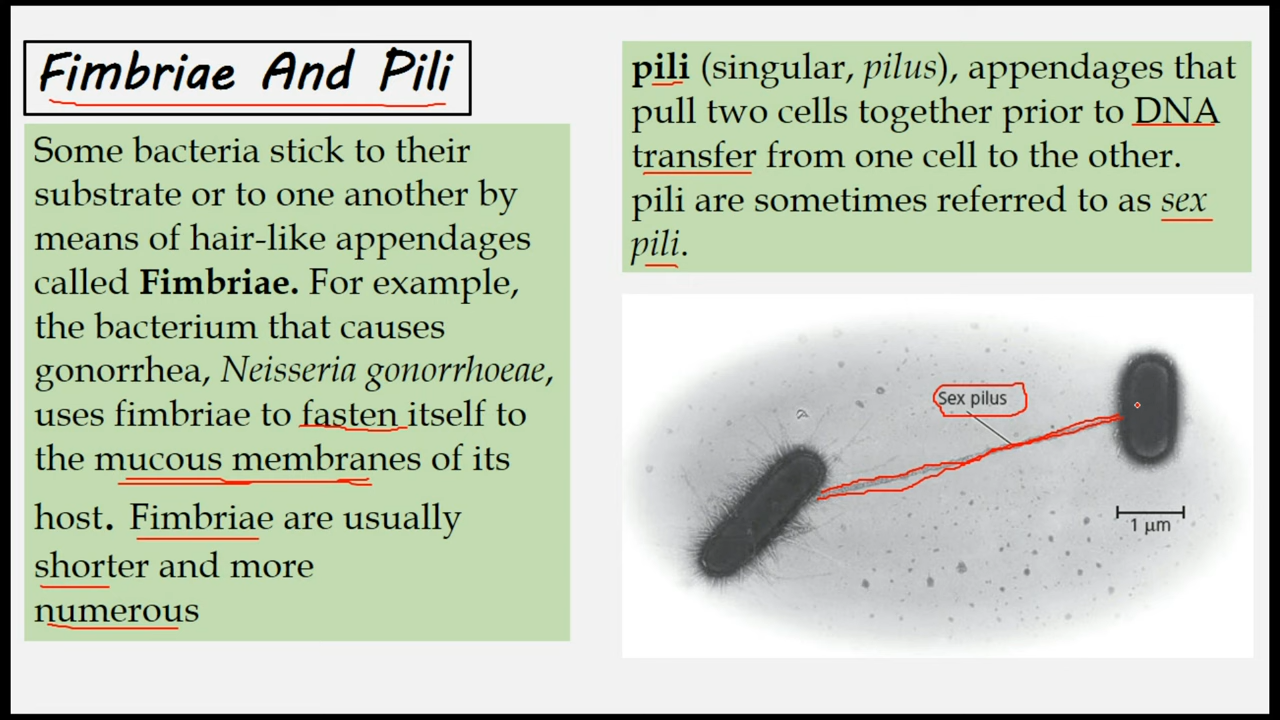 Fimbriae And Pili
Some bacteria stick to their
substrate or to one another by
means of hair-like appendages
called Fimbriae. For example,
the bacterium that causes
gonorrhea, Neisseria gonorrhoeae,
uses fimbriae to fasten itself to
the mucous membranes of its
host. Fimbriae are usually
shorter and more
numerous
pili (singular, pilus), appendages that
pull two cells together prior to DNA
transfer from one cell to the other.
pili are sometimes referred to as sex
pili.
Sex pilus
1 µm